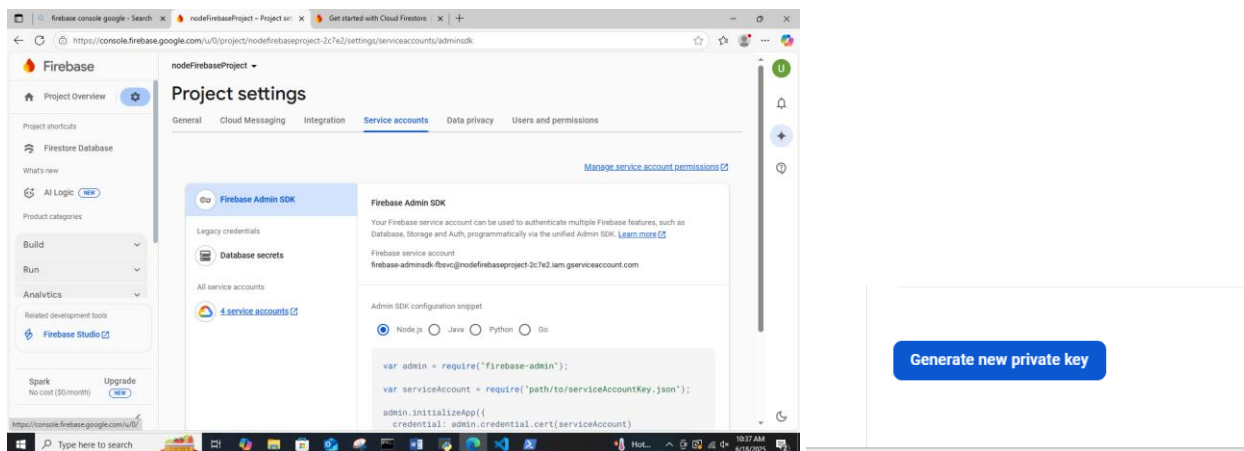 firebase console google - Search
nodeFirebaseProject – Project set
Get started with Cloud Firestore
https://console.firebase.google.com/u/0/project/nodefirebaseproject-2c7e2/settings/serviceaccounts/adminsdk
Firebase
nodeFirebaseProject
U
Project Overview
Project settings
General Cloud Messaging Integration Service accounts Data privacy Users and permissions
Project shortcuts
Firestore Database
What's new
AI Logic NEW
Product categories
Build
Run
Analytics
Related development tools
Firebase Studio
Spark Upgrade
No cost ($0/month) NEW
https://console.firebase.google.com/u/0/
Manage service account permissions
Firebase Admin SDK
Legacy credentials
Database secrets
All service accounts
4 service accounts
Firebase Admin SDK
Your Firebase service account can be used to authenticate multiple Firebase features, such as
Database, Storage and Auth, programmatically via the unified Admin SDK. Learn more
Firebase service account
firebase-adminsdk-fbsvc@nodefirebaseproject-2c7e2.iam.gserviceaccount.com
Admin SDK configuration snippet
Node.js Java Python Go
var admin = require("firebase-admin");
var serviceAccount = require("path/to/serviceAccountKey.json");
admin.initializeApp({
credential: admin.credential.cert(serviceAccount)
Type here to search
Hot...
10:37 AM
6/18/2025
Generate new private key